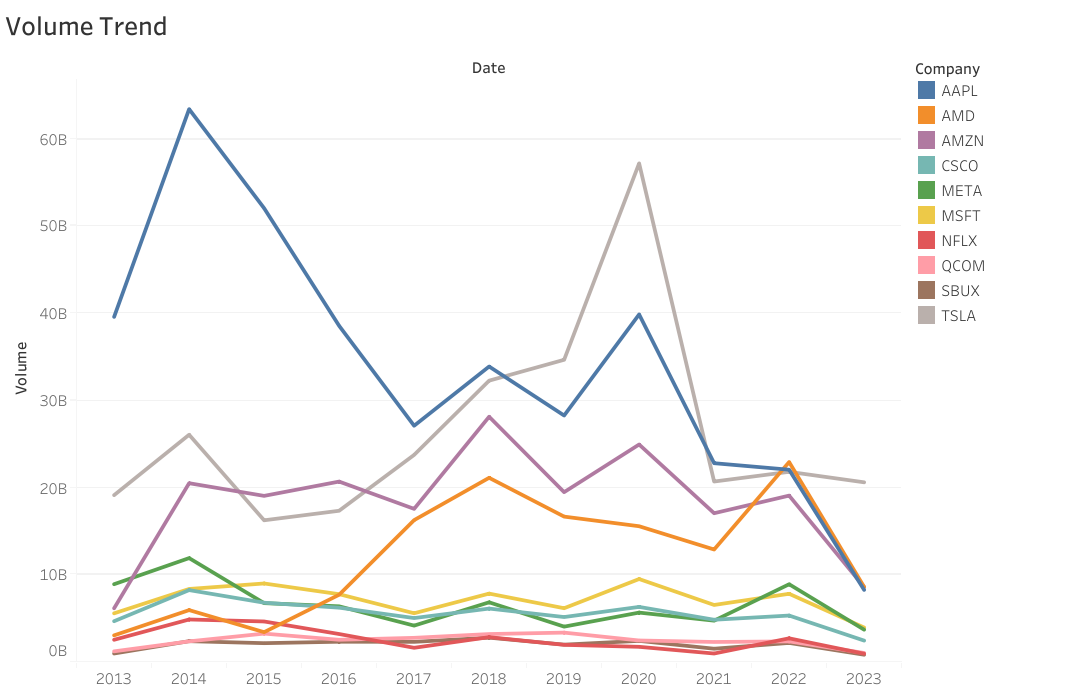 Volume Trend
Date
Company
AAPL
AMD
AMZN
CSCO
META
MSFT
NFLX
QCOM
SBUX
TSLA
Volume
60B
50B
40B
30B
20B
10B
0B
2013 2014 2015 2016 2017 2018 2019 2020 2021 2022 2023